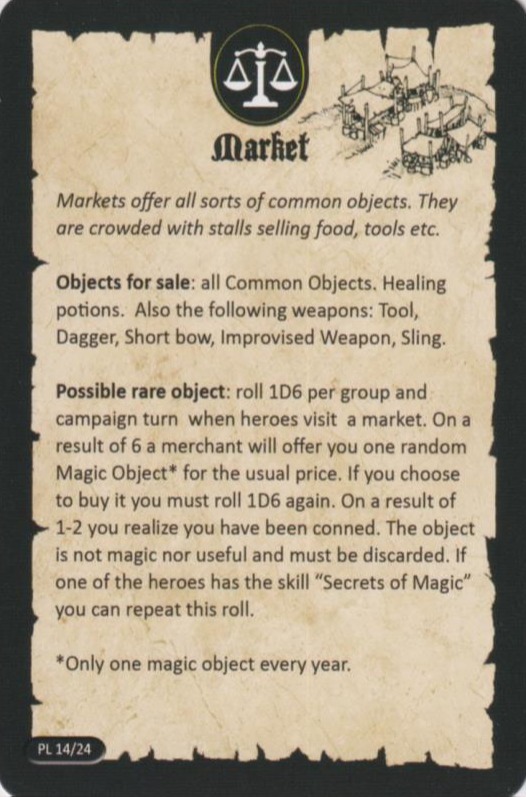 Market
Markets offer all sorts of common objects. They
are crowded with stalls selling food, tools etc.
Objects for sale: all Common Objects. Healing
potions.  Also the following weapons: Tool,
Dagger, Short bow, Improvised Weapon, Sling.
Possible rare object: roll 1D6 per group and
campaign turn  when heroes visit  a market. On a
result of 6 a merchant will offer you one random
Magic Object* for the usual price. If you choose
to buy it you must roll 1D6 again. On a result of
1-2 you realize you have been conned. The object
is not magic nor useful and must be discarded. If
one of the heroes has the skill “Secrets of Magic”
you can repeat this roll.
*Only one magic object every year.
PL 14/24